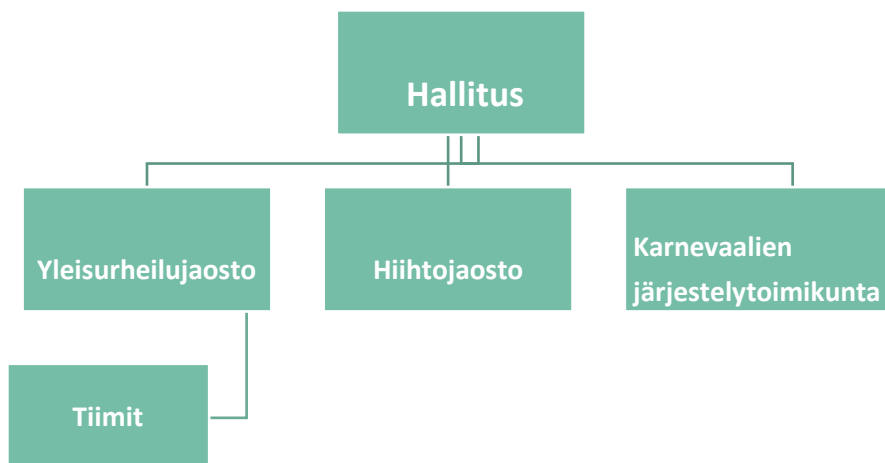 Hallitus
Yleisurheilujaosto
Hiihtojaosto
Karnevaalien
järjestelytoimikunta
Tiimit